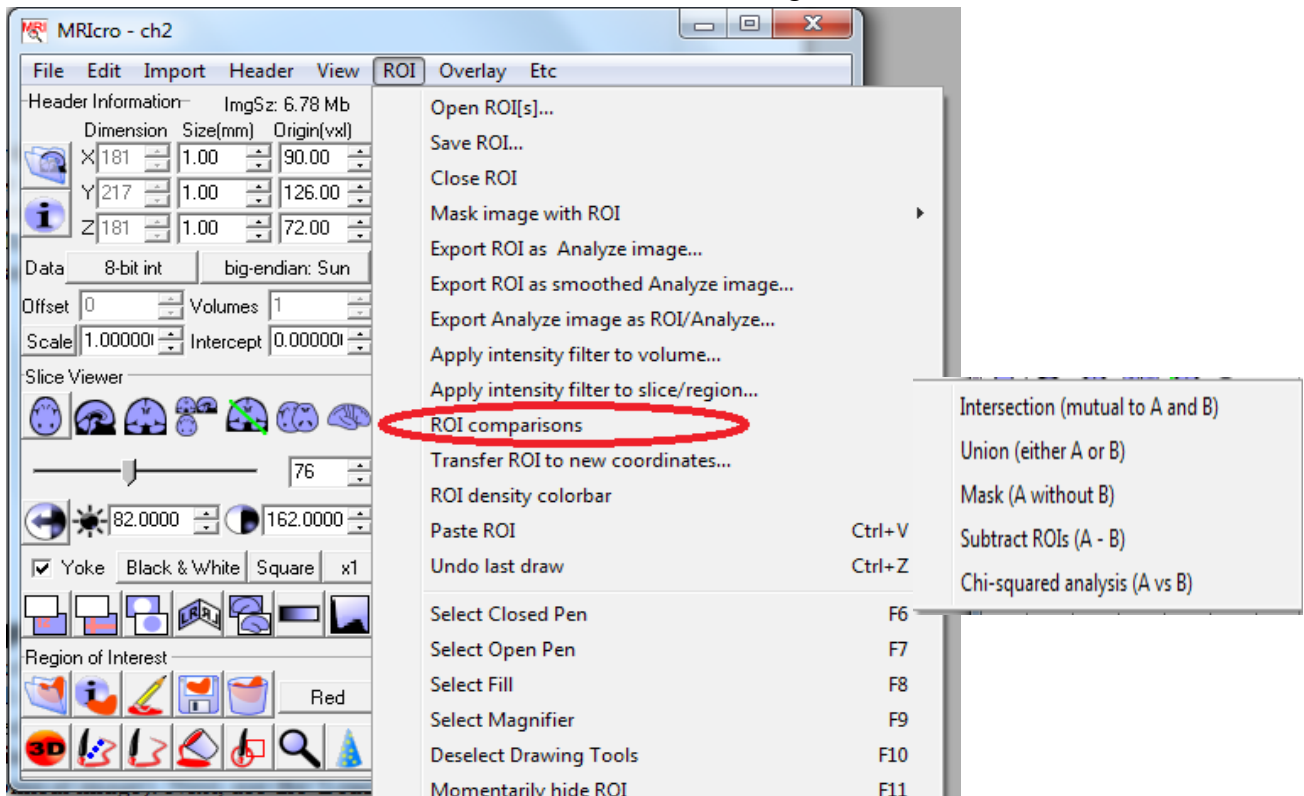 MRIcro - ch2
File Edit Import Header View ROI Overlay Etc
Header Information ImgSz: 6.78 Mb
Dimension Size(mm) Origin(vxl)
X 181 1.00 90.00
Y 217 1.00 126.00
Z 181 1.00 72.00
Data 8-bit int big-endian: Sun
Offset 0 Volumes 1
Scale 1.00000 Intercept 0.00000
Slice Viewer
76
82.0000 162.0000
Yoke Black & White Square x1
Region of Interest
Red
3D
Open ROI[s]...
Save ROI...
Close ROI
Mask image with ROI
Export ROI as Analyze image...
Export ROI as smoothed Analyze image...
Export Analyze image as ROI/Analyze...
Apply intensity filter to volume...
Apply intensity filter to slice/region...
ROI comparisons
Transfer ROI to new coordinates...
ROI density colorbar
Paste ROI Ctrl+V
Undo last draw Ctrl+Z
Select Closed Pen F6
Select Open Pen F7
Select Fill F8
Select Magnifier F9
Deselect Drawing Tools F10
Momentarily hide ROI F11
Intersection (mutual to A and B)
Union (either A or B)
Mask (A without B)
Subtract ROIs (A - B)
Chi-squared analysis (A vs B)